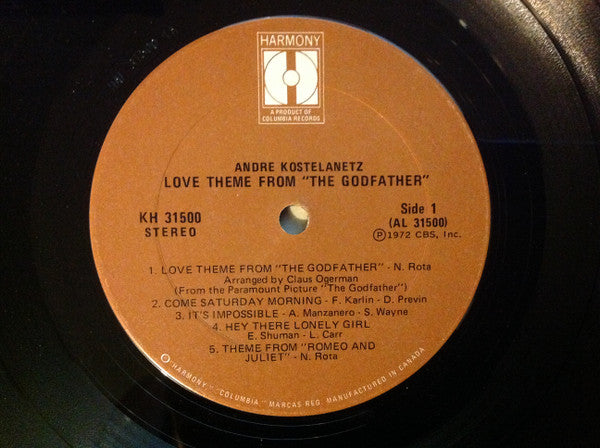 HARMONY
H
A PRODUCT OF
COLUMBIA RECORDS
ANDRE KOSTELANETZ
LOVE THEME FROM "THE GODFATHER"
KH 31500
STEREO
Side 1
(AL 31500)
Ⓟ1972 CBS, Inc.
1. LOVE THEME FROM "THE GODFATHER" - N. Rota
Arranged by Claus Ogerman
(From the Paramount Picture "The Godfather")
2. COME SATURDAY MORNING - F. Karlin - D. Previn
3. IT'S IMPOSSIBLE - A. Manzanero - S. Wayne
4. HEY THERE LONELY GIRL
E. Shuman - L. Carr
5. THEME FROM "ROMEO AND
JULIET" - N. Rota
"HARMONY," "COLUMBIA," MARCAS REG. MANUFACTURED IN CANADA